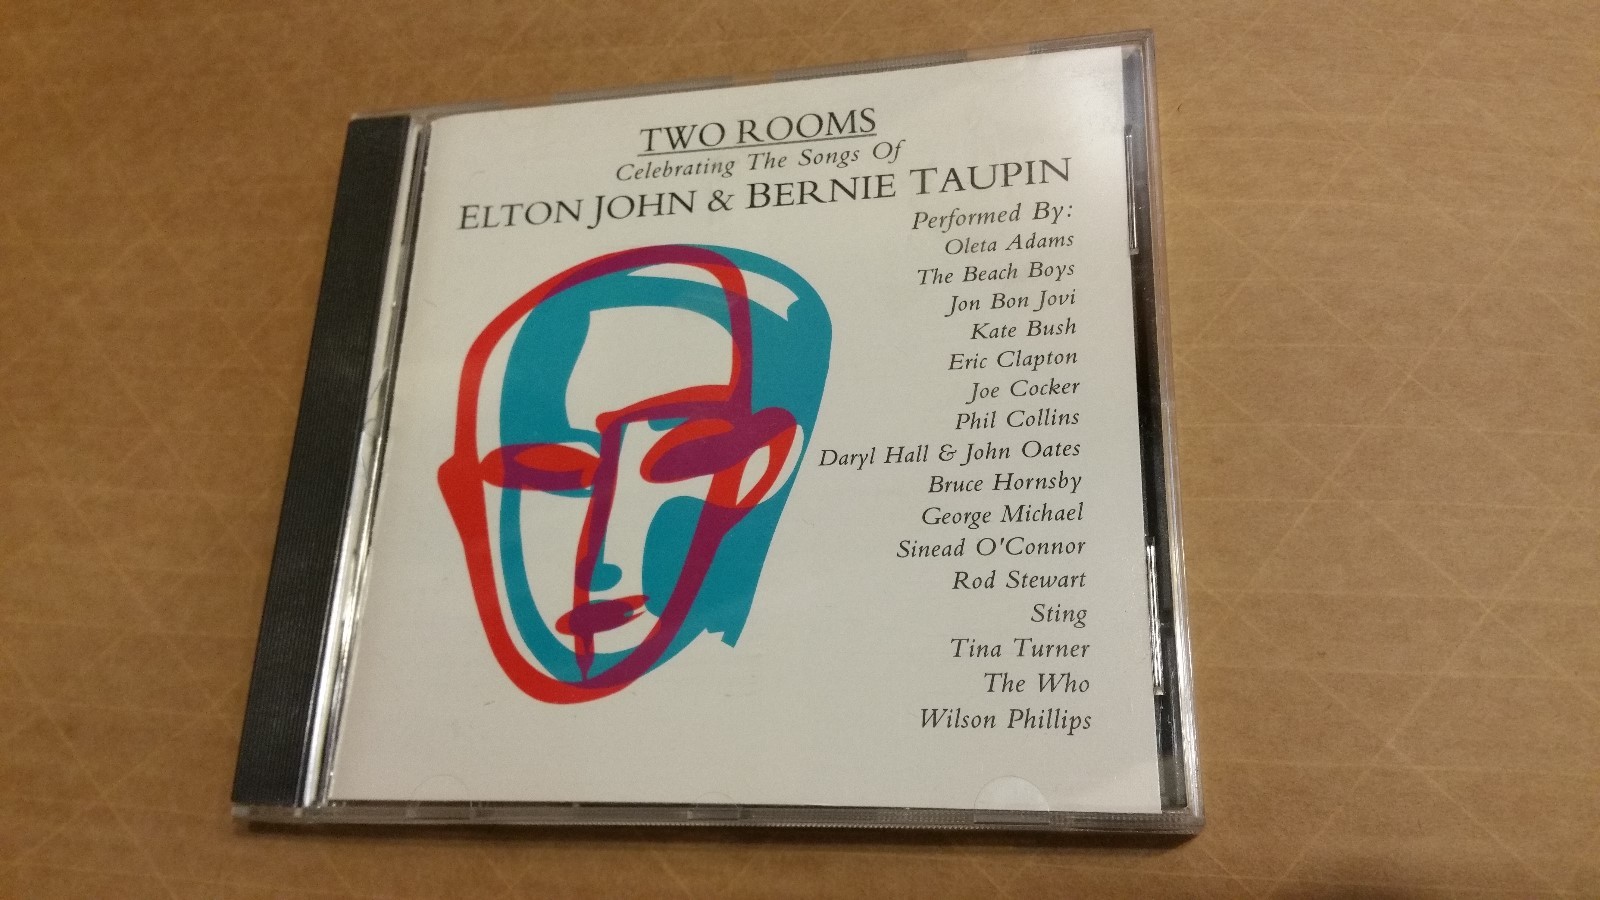 TWO ROOMS
Celebrating The Songs Of
ELTON JOHN & BERNIE TAUPIN
Performed By:
Oleta Adams
The Beach Boys
Jon Bon Jovi
Kate Bush
Eric Clapton
Joe Cocker
Phil Collins
Daryl Hall & John Oates
Bruce Hornsby
George Michael
Sinead O'Connor
Rod Stewart
Sting
Tina Turner
The Who
Wilson Phillips